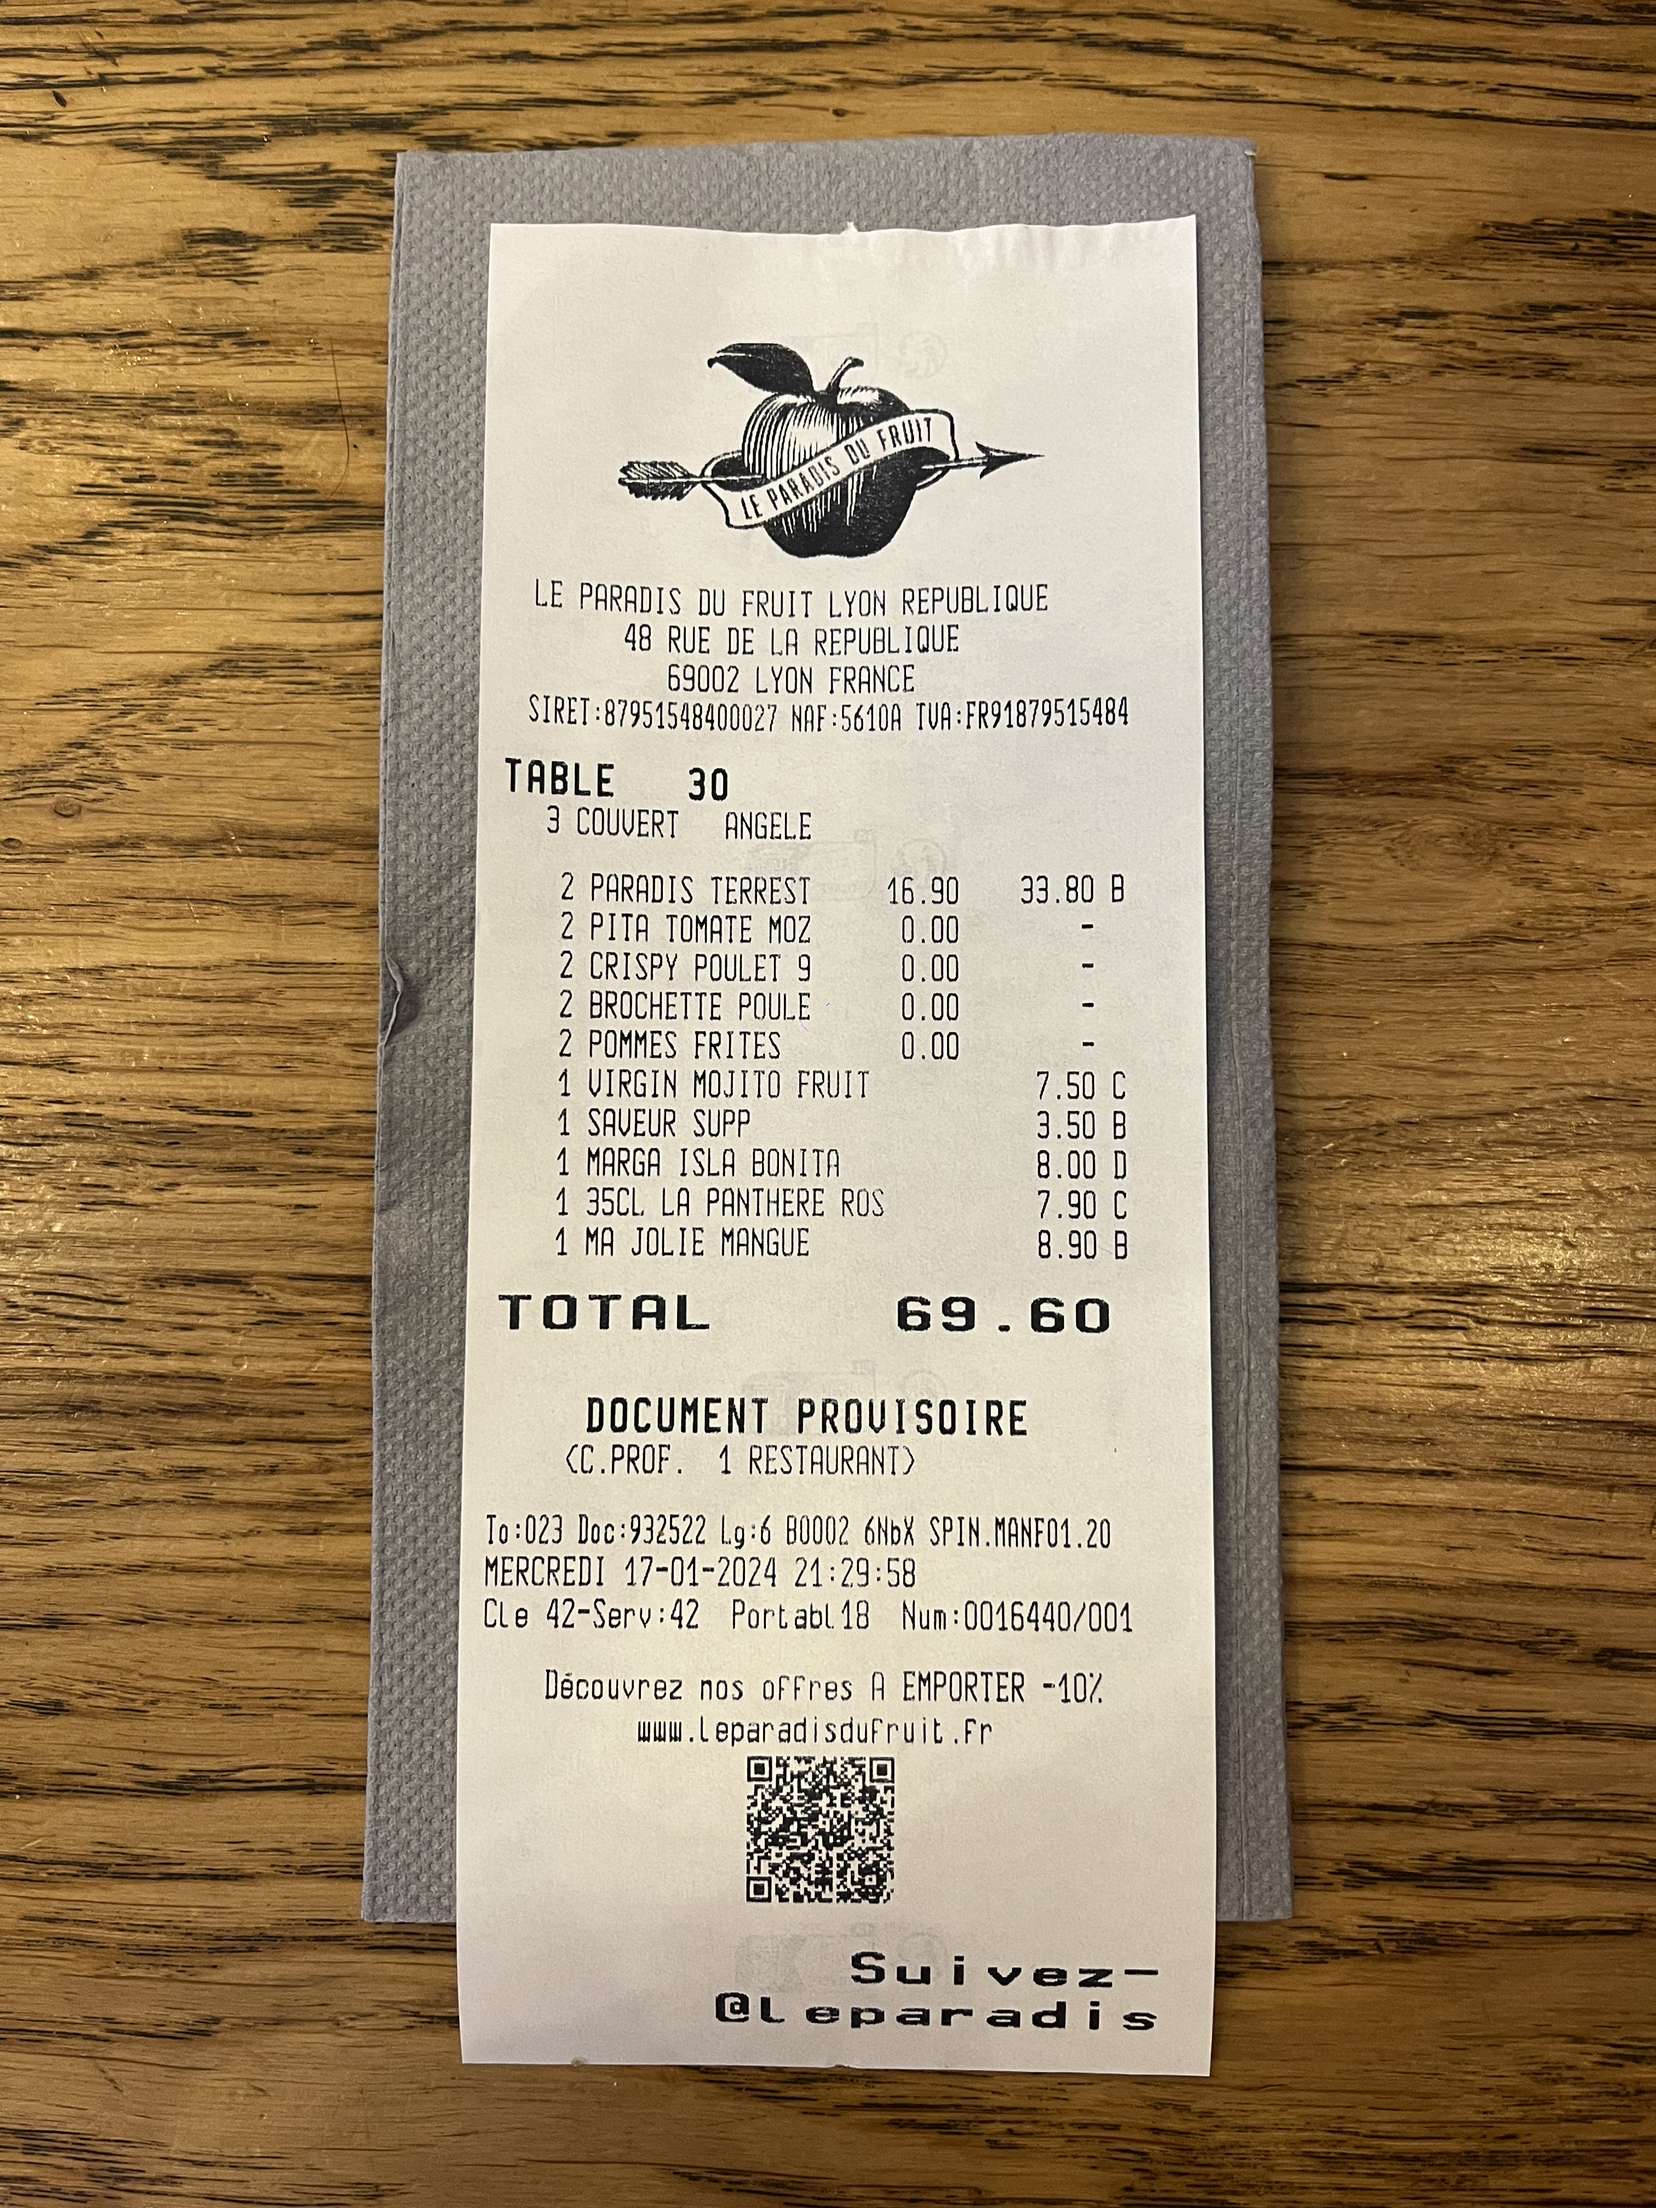 LE PARADIS DU FRUIT
LE PARADIS DU FRUIT LYON REPUBLIQUE
48 RUE DE LA REPUBLIQUE
69002 LYON FRANCE
SIRET:87951548400027 NAF:5610A TVA:FR91879515484
TABLE 30
3 COUVERT ANGELE
2 PARADIS TERREST 16.90 33.80 B
2 PITA TOMATE MOZ 0.00 -
2 CRISPY POULET 9 0.00 -
2 BROCHETTE POULE 0.00 -
2 POMMES FRITES 0.00 -
1 VIRGIN MOJITO FRUIT 7.50 C
1 SAVEUR SUPP 3.50 B
1 MARGA ISLA BONITA 8.00 D
1 35CL LA PANTHERE ROS 7.90 C
1 MA JOLIE MANGUE 8.90 B
TOTAL 69.60
DOCUMENT PROVISOIRE
(C.PROF. 1 RESTAURANT)
To:023 Doc:932522 Lg:6 B0002 6NbX SPIN.MANF01.20
MERCREDI 17-01-2024 21:29:58
Cle 42-Serv:42 Portabl18 Num:0016440/001
Découvrez nos offres A EMPORTER -10%
www.leparadisdufruit.fr
Suivez-
@leparadis